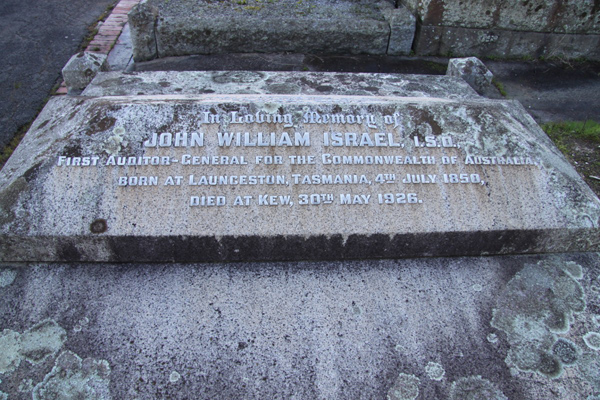 In Loving Memory of
JOHN WILLIAM ISRAEL, I.S.O.
FIRST AUDITOR-GENERAL FOR THE COMMONWEALTH OF AUSTRALIA,
BORN AT LAUNCESTON, TASMANIA, 4TH JULY 1850,
DIED AT KEW, 30TH MAY 1926.